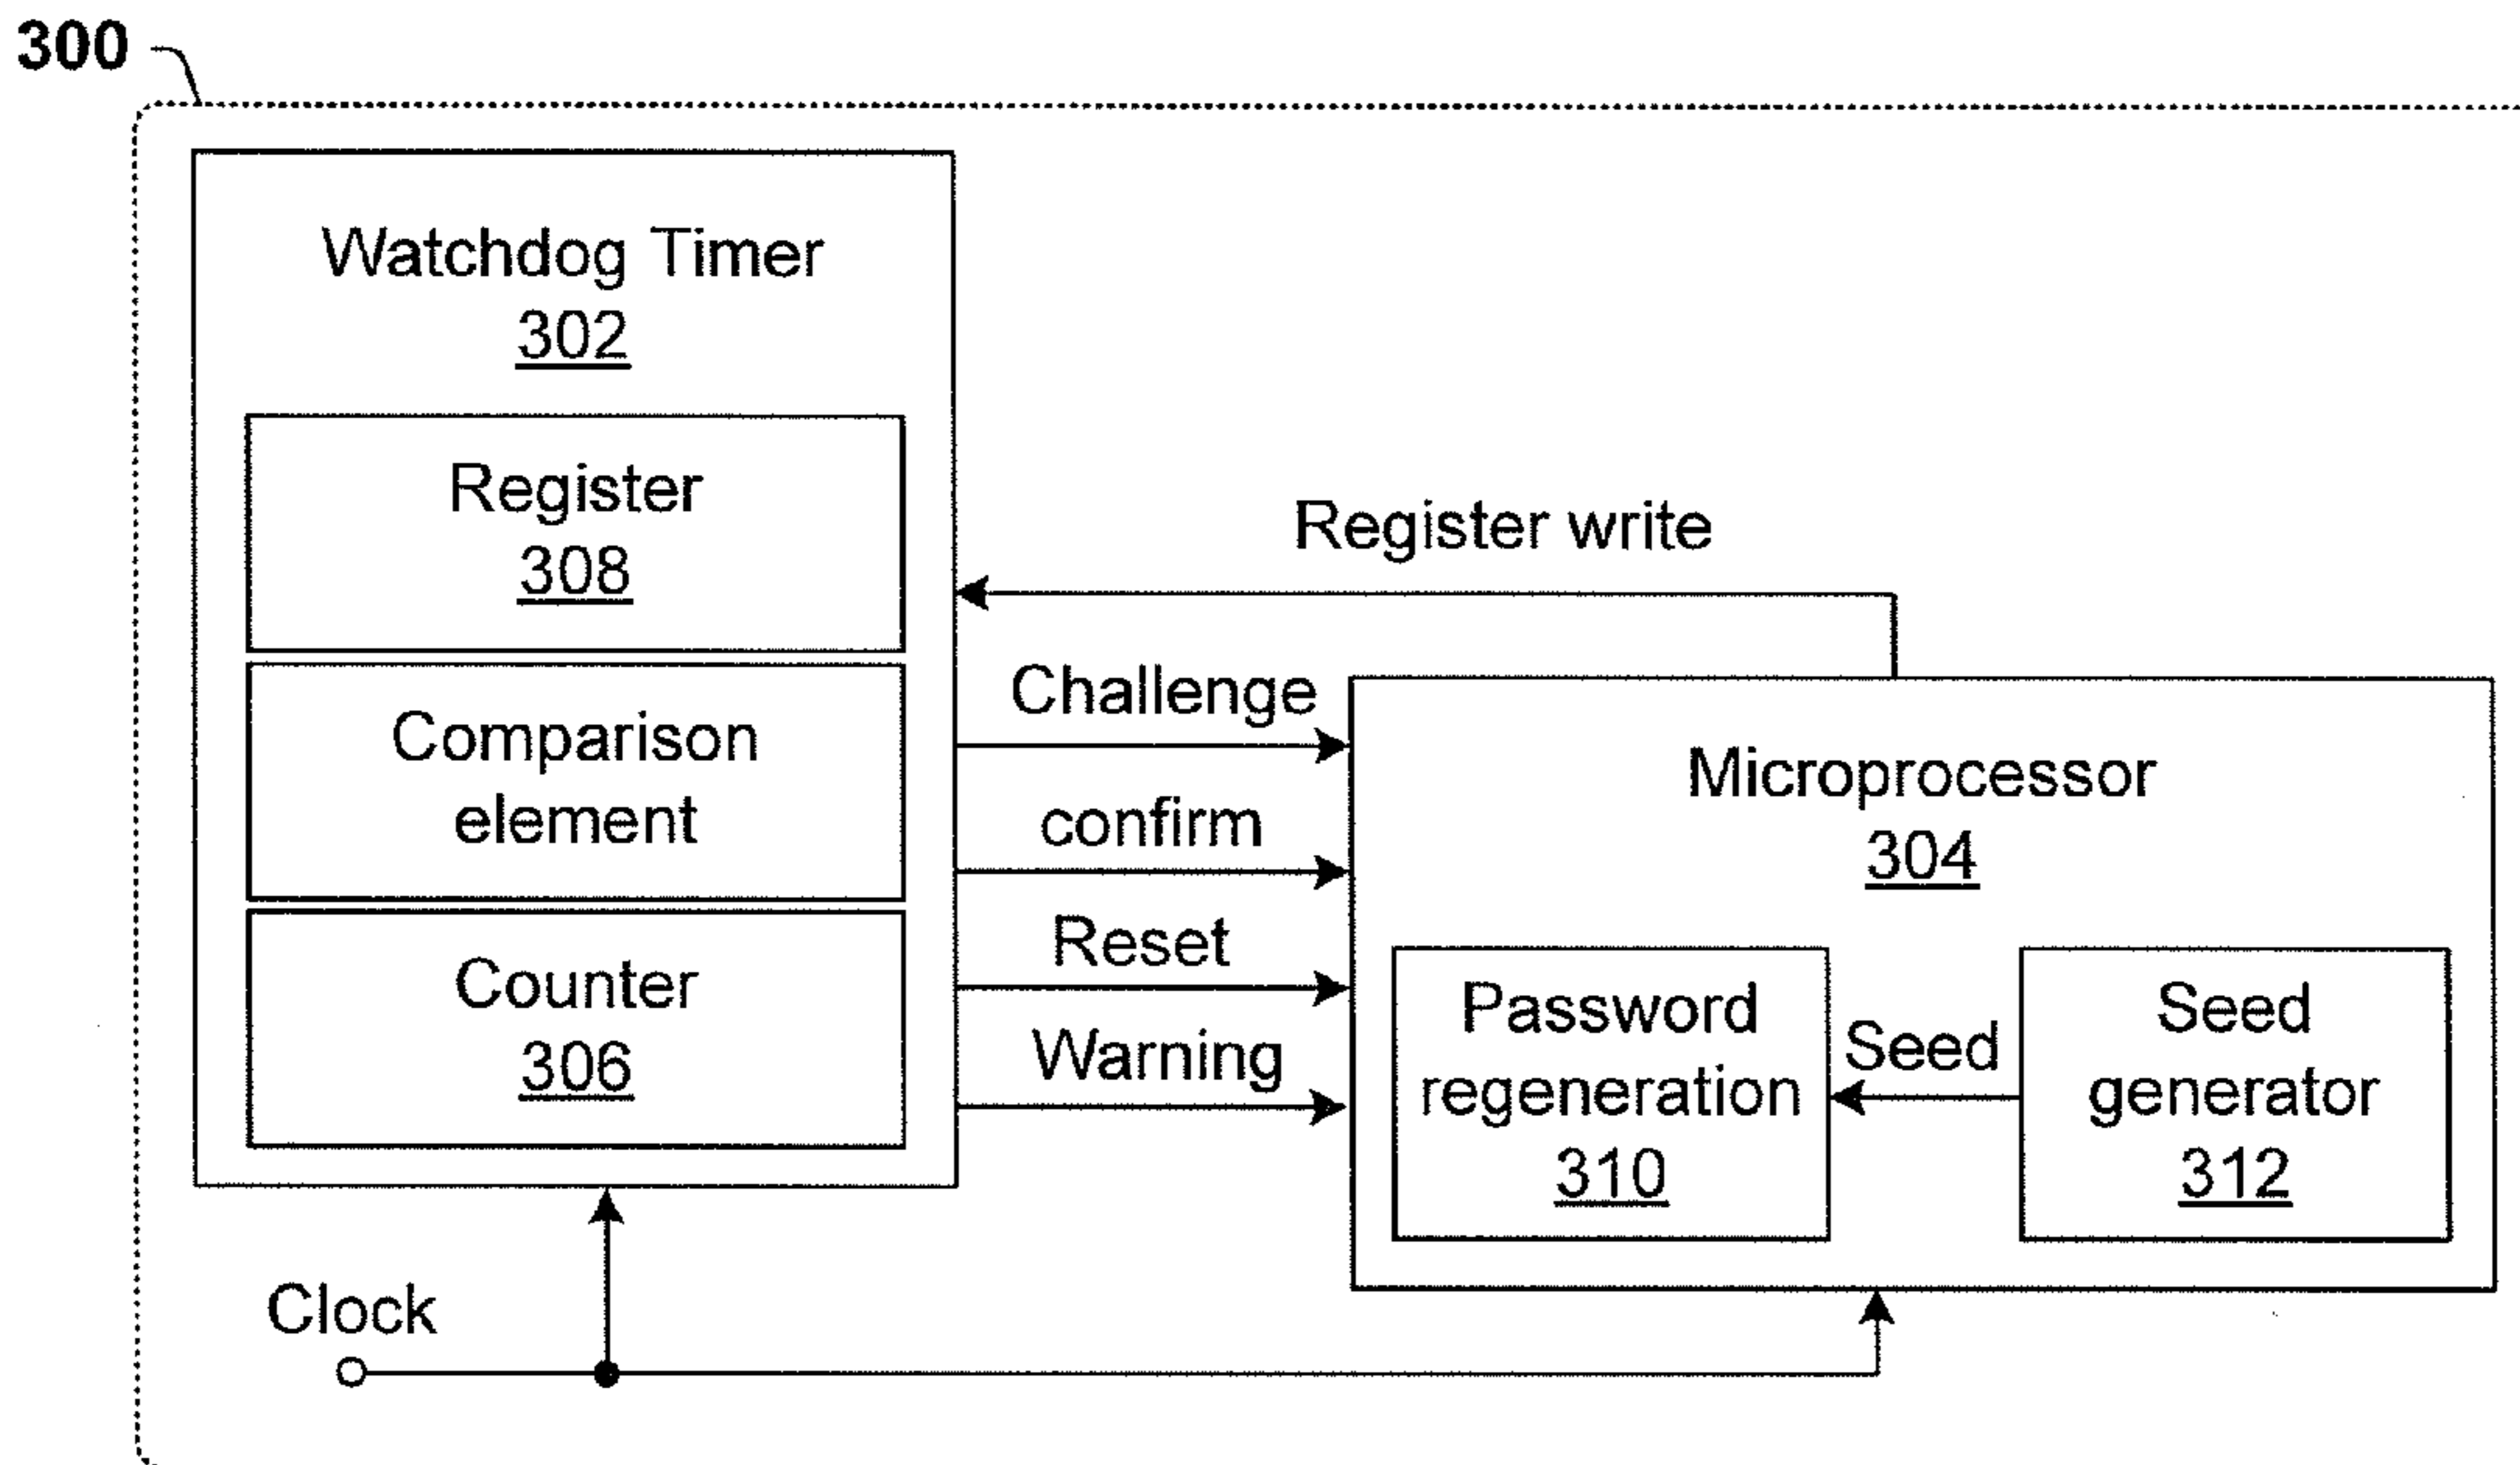 300
Watchdog Timer
302
Register
308
Register write
Comparison
element
Challenge
confirm
Reset
Warning
Counter
306
Microprocessor
304
Password
regeneration
310
Seed
Seed
generator
312
Clock